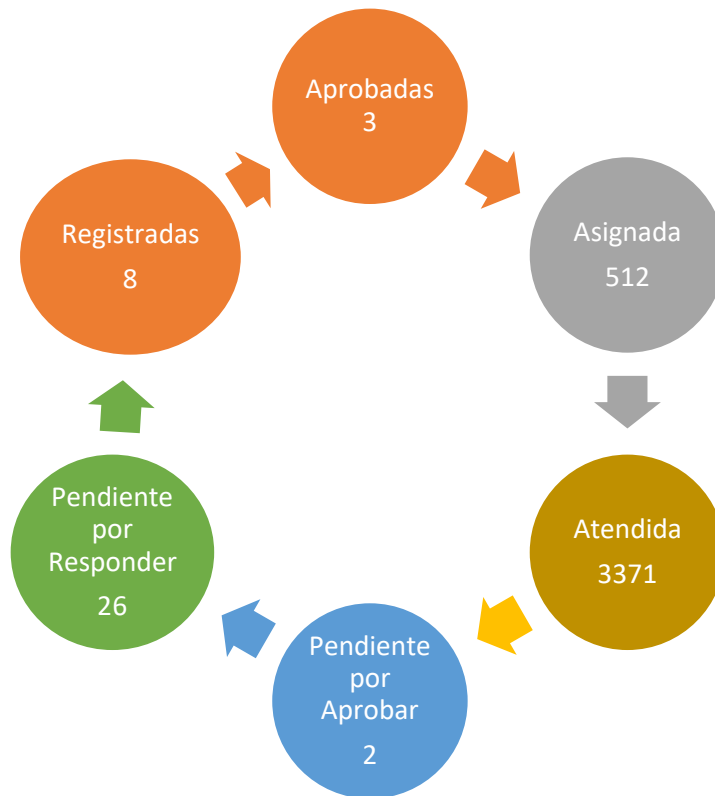 Aprobadas
3
Asignada
512
Atendida
3371
Pendiente
por
Aprobar
2
Pendiente
por
Responder
26
Registradas
8